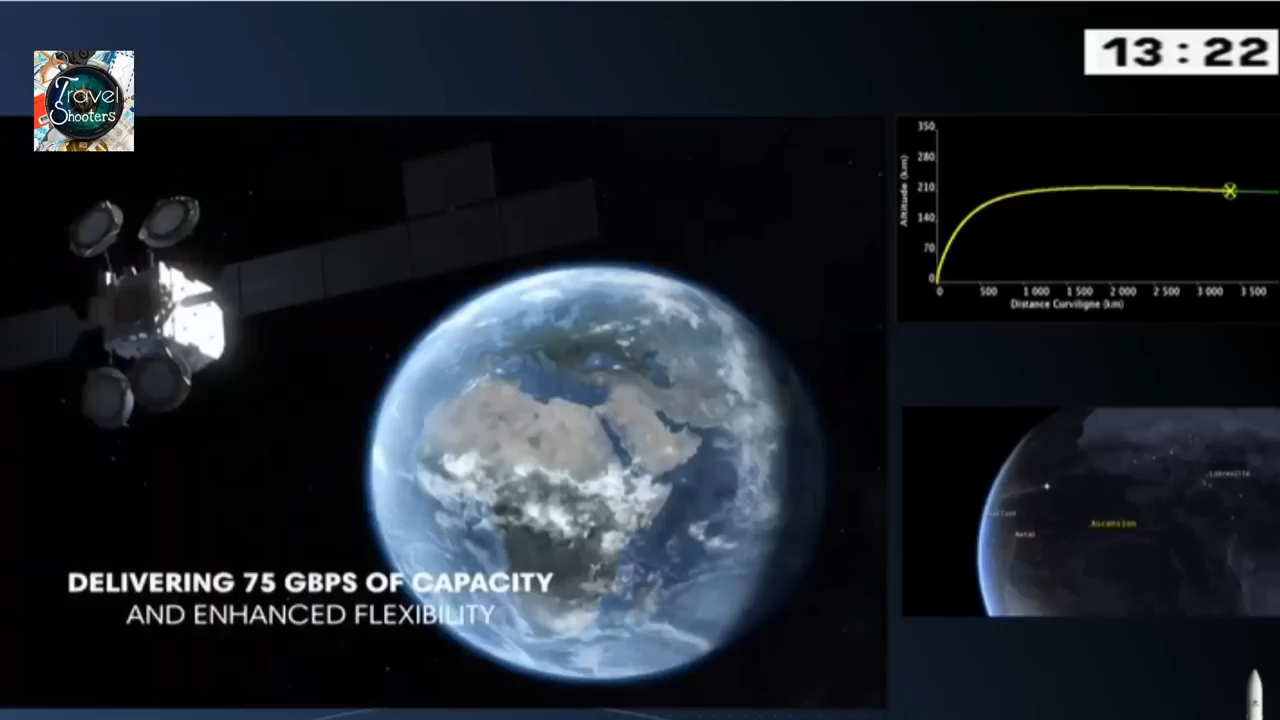 Travel
Shooters
13:22
350
280
210
140
70
0
Altitude (km)
0 500 1 000 1 500 2 000 2 500 3 000 3 500
Distance Curviligne (km)
Libreville
Ascension
Natal
DELIVERING 75 GBPS OF CAPACITY
AND ENHANCED FLEXIBILITY